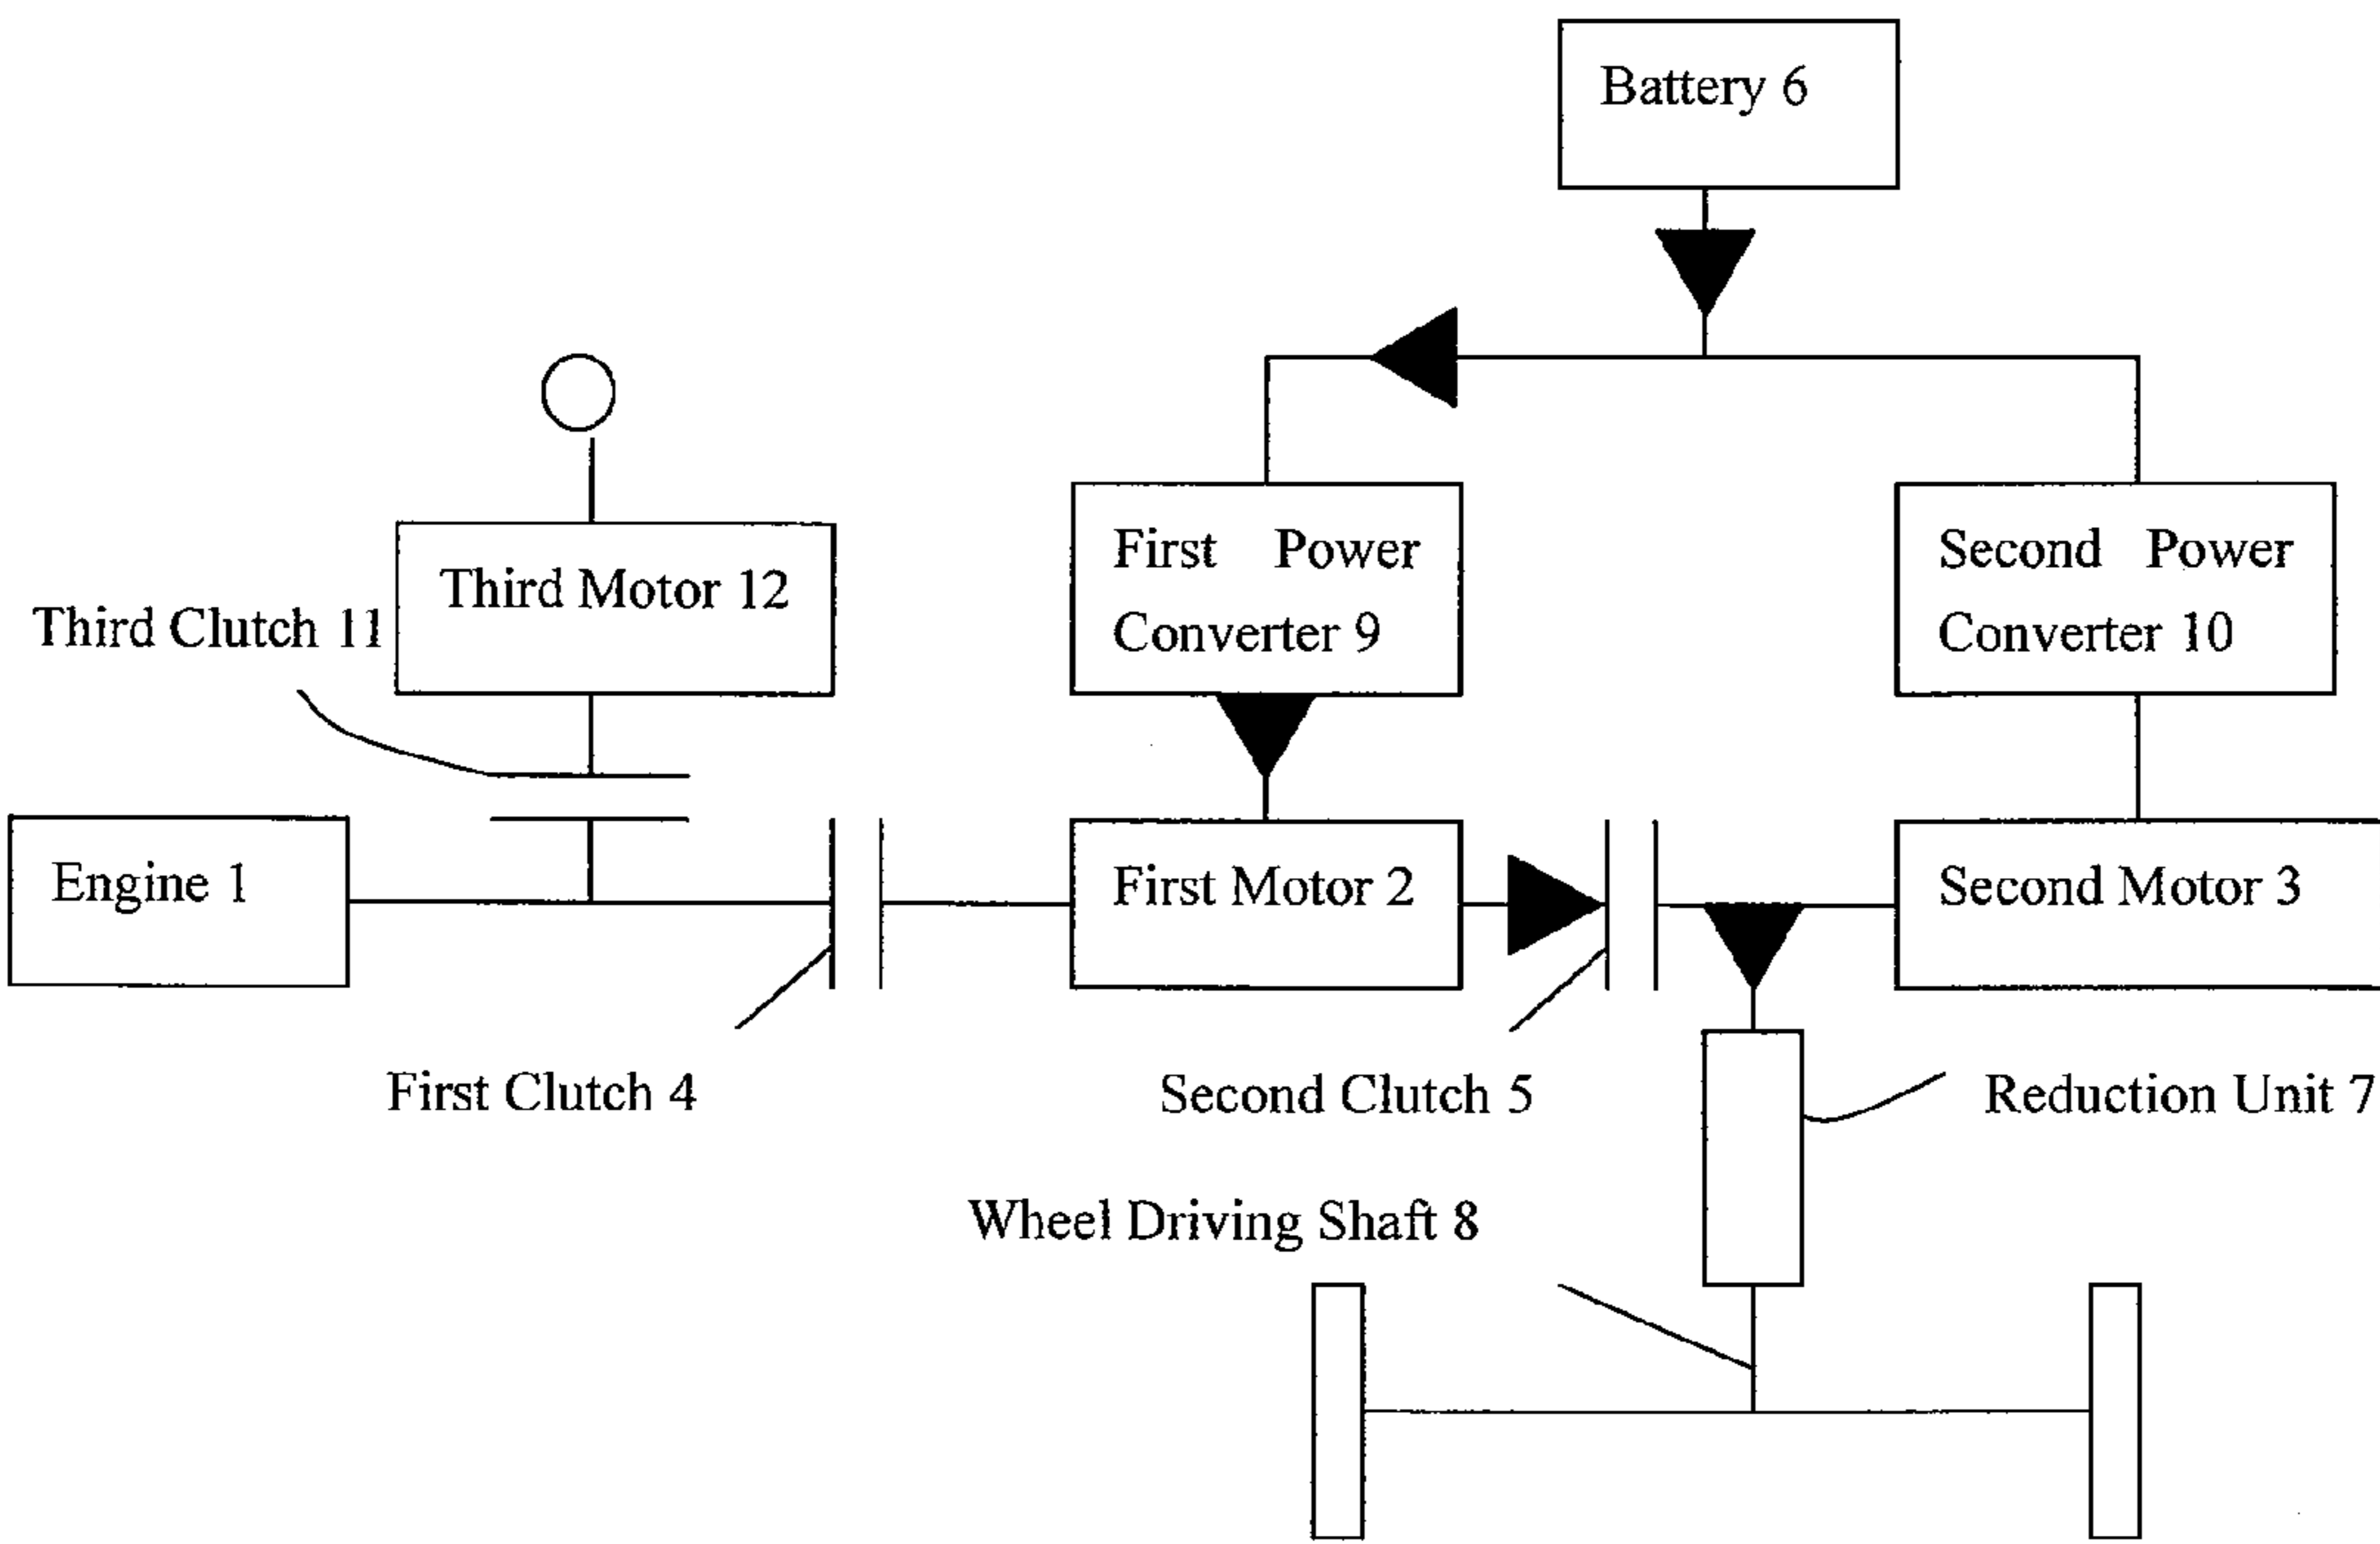 Battery 6
First Power
Converter 9
Second Power
Converter 10
Third Motor 12
Third Clutch 11
Engine 1
First Motor 2
Second Motor 3
First Clutch 4
Second Clutch 5
Reduction Unit 7
Wheel Driving Shaft 8